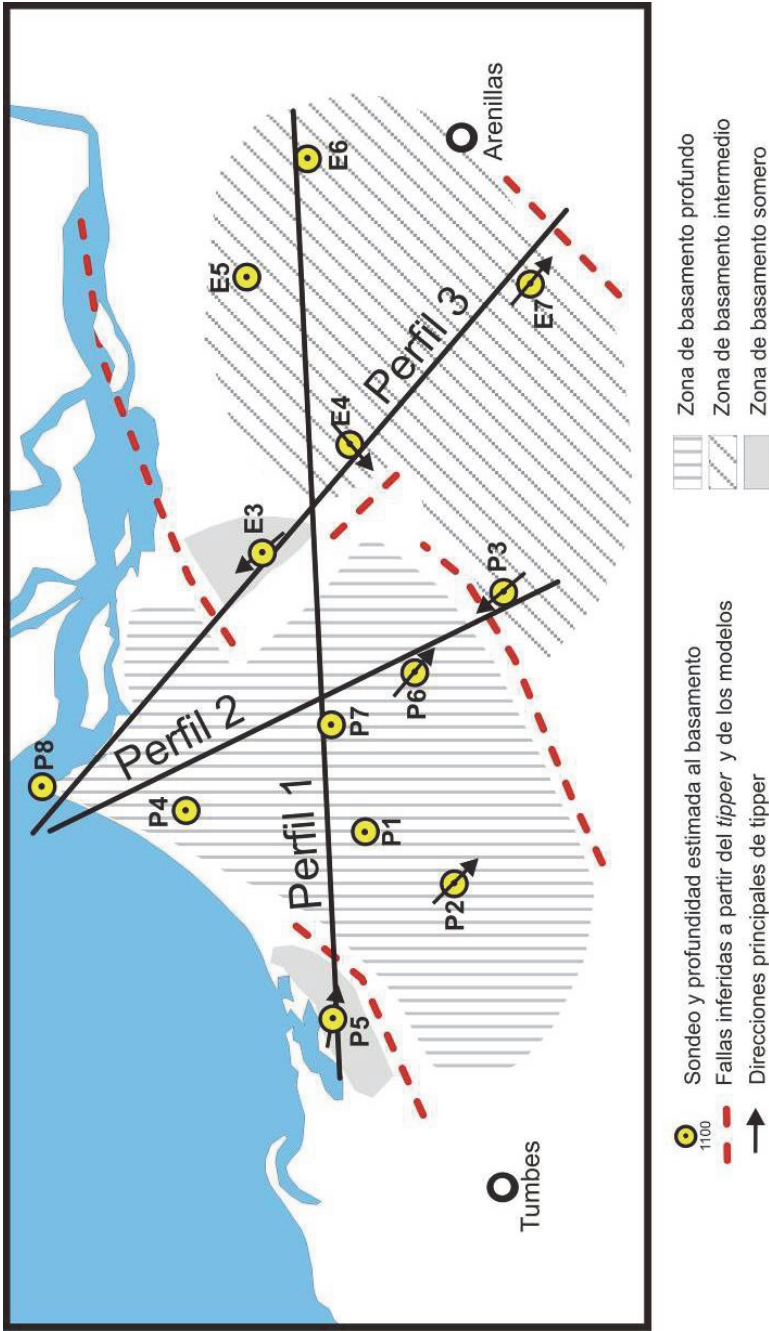 P8
P4
E5
E3
E6
Perfil 2
Perfil 1
P7
E4
Perfil 3
P5
P1
P6
P2
P3
E7
Arenillas
Tumbes
1100
Sondeo y profundidad estimada al basamento
Fallas inferidas a partir del tipper y de los modelos
Direcciones principales de tipper
Zona de basamento profundo
Zona de basamento intermedio
Zona de basamento somero